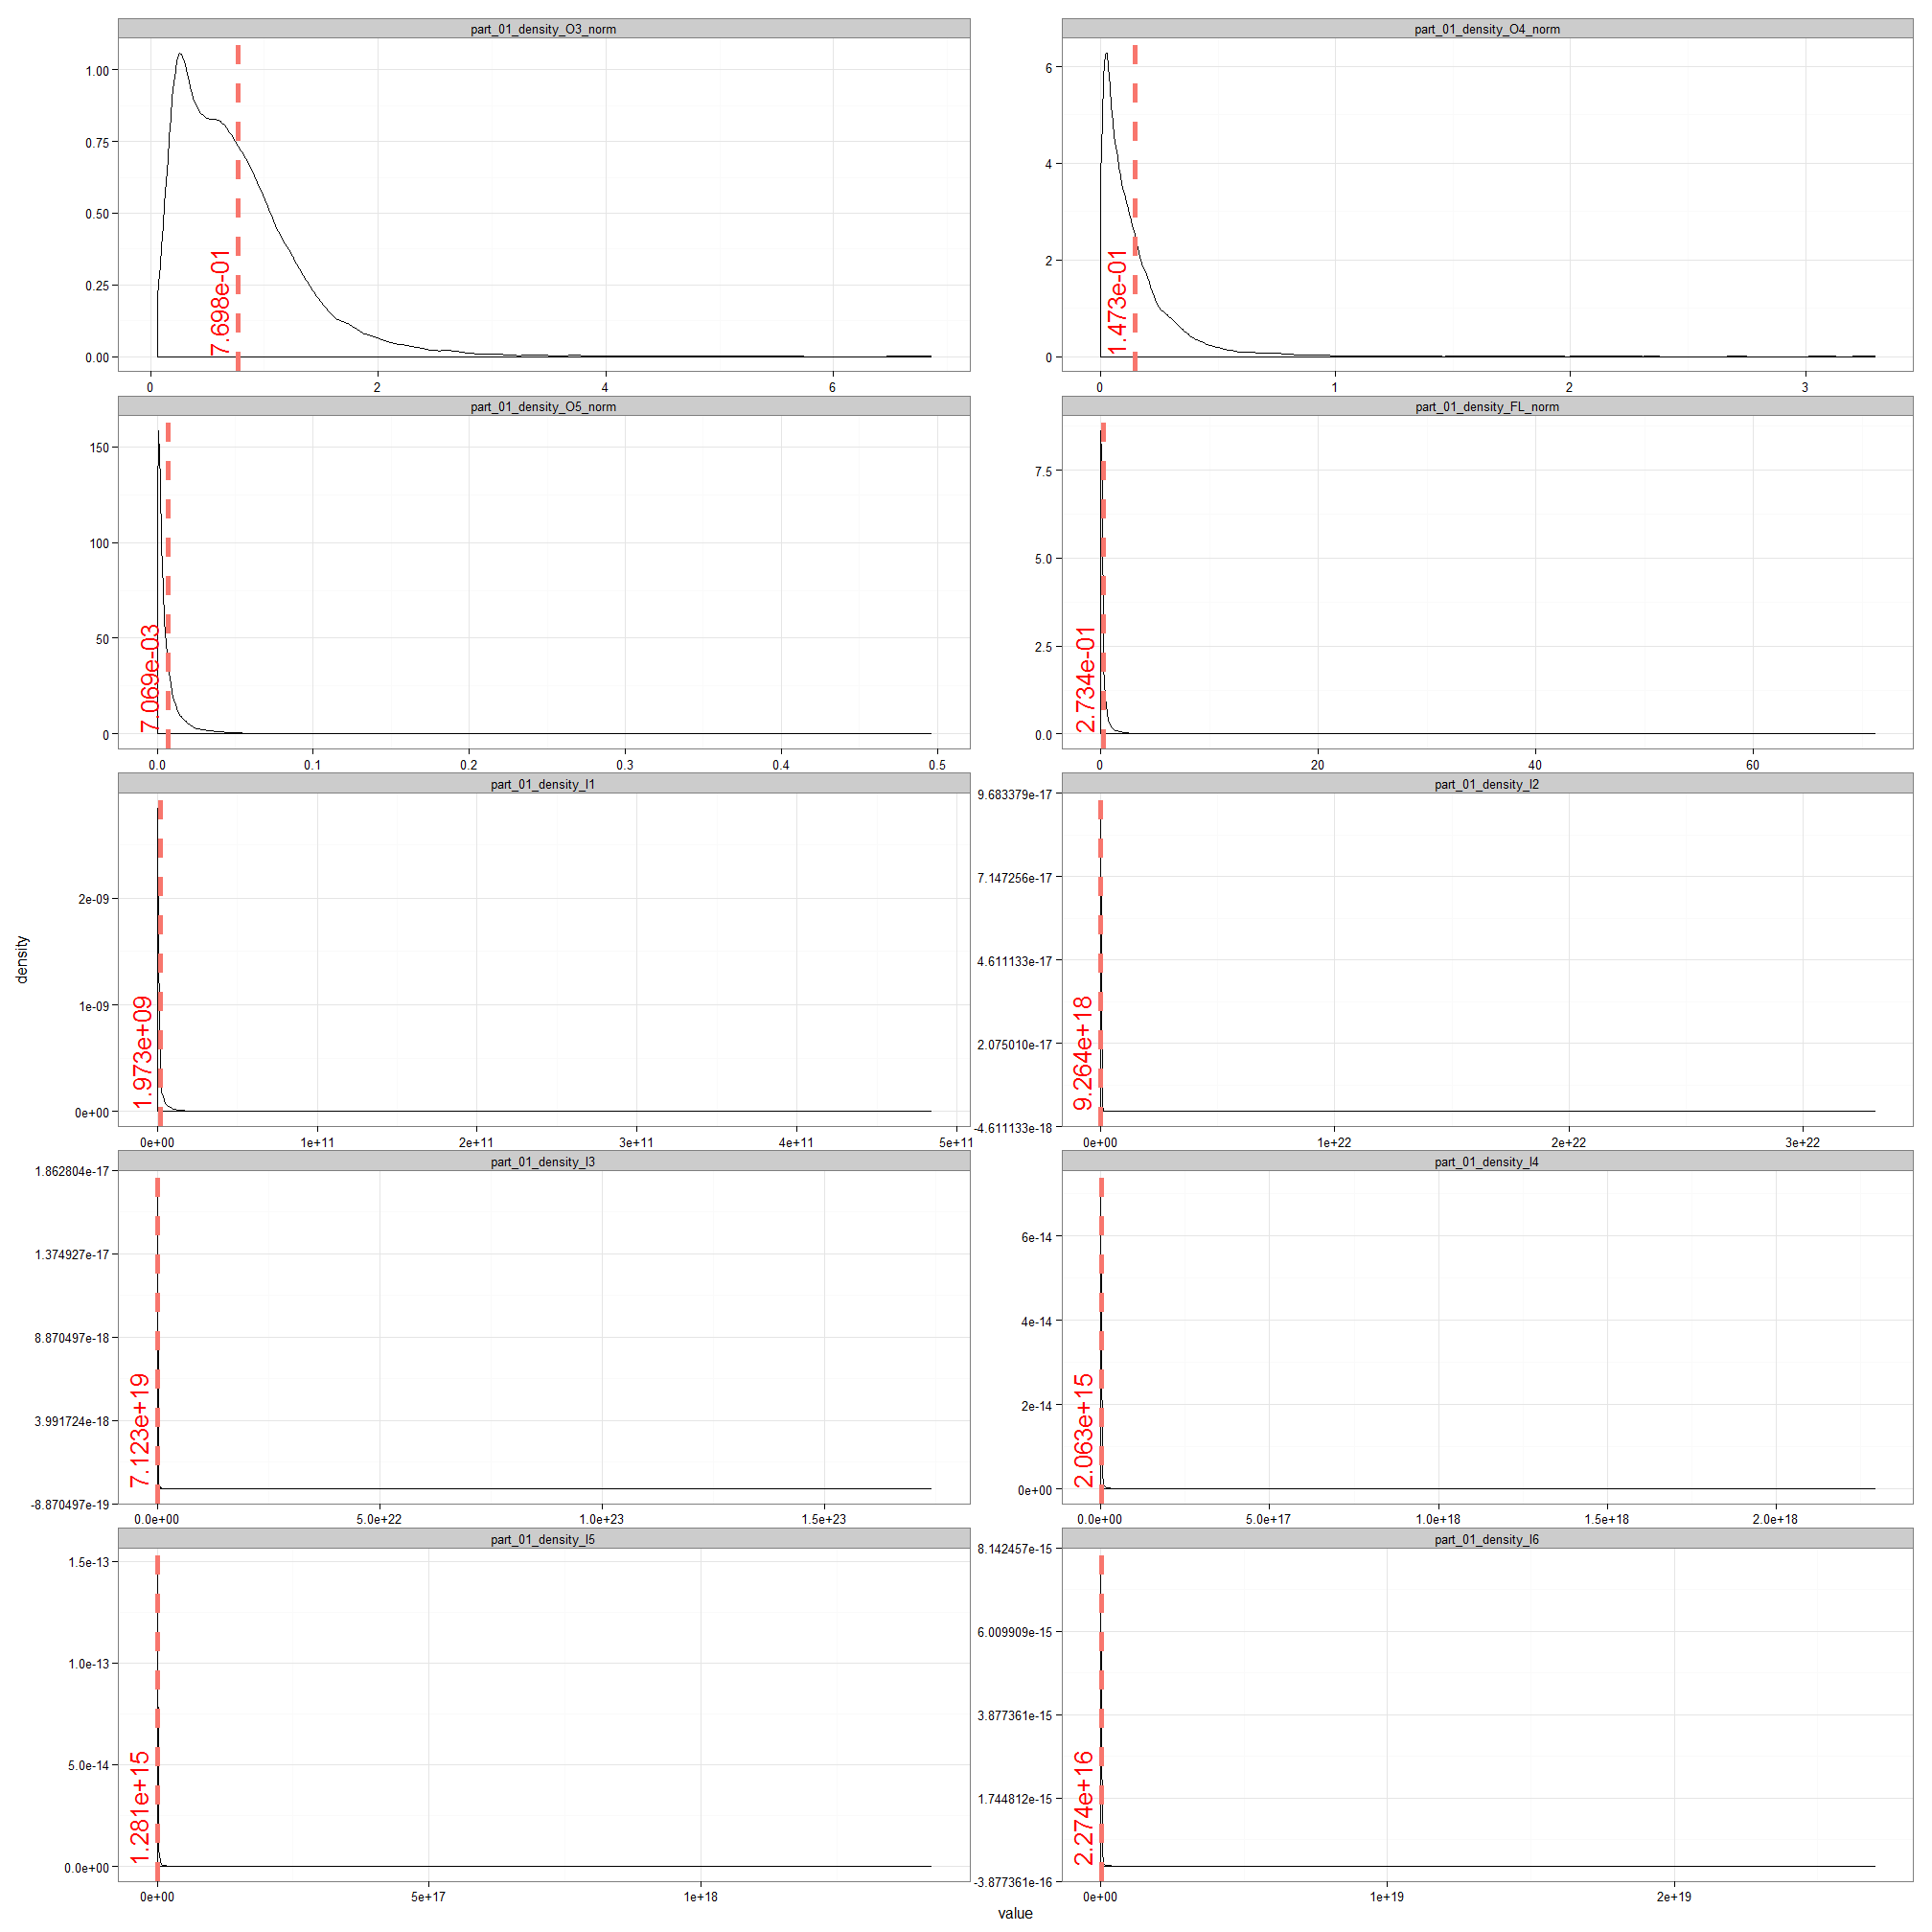 part_01_density_O3_norm
1.00
0.75
0.50
0.25
0.00
7.698e-01
0 2 4 6
part_01_density_O4_norm
6
4
2
0
1.473e-01
0 1 2 3
part_01_density_O5_norm
150
100
50
0
7.069e-03
0.0 0.1 0.2 0.3 0.4 0.5
part_01_density_FL_norm
7.5
5.0
2.5
0.0
2.734e-01
0 20 40 60
part_01_density_I1
2e-09
1e-09
0e+00
1.973e+09
0e+00 1e+11 2e+11 3e+11 4e+11 5e+11
part_01_density_I2
9.683379e-17
7.147256e-17
4.611133e-17
2.075010e-17
-4.611133e-18
9.264e+18
0e+00 1e+22 2e+22 3e+22
density
part_01_density_I3
1.862804e-17
1.374927e-17
8.870497e-18
3.991724e-18
-8.870497e-19
7.123e+19
0.0e+00 5.0e+22 1.0e+23 1.5e+23
part_01_density_I4
6e-14
4e-14
2e-14
0e+00
2.063e+15
0.0e+00 5.0e+17 1.0e+18 1.5e+18 2.0e+18
part_01_density_I5
1.5e-13
1.0e-13
5.0e-14
0.0e+00
1.281e+15
0e+00 5e+17 1e+18
part_01_density_I6
8.142457e-15
6.009909e-15
3.877361e-15
1.744812e-15
-3.877361e-16
2.274e+16
0e+00 1e+19 2e+19
value